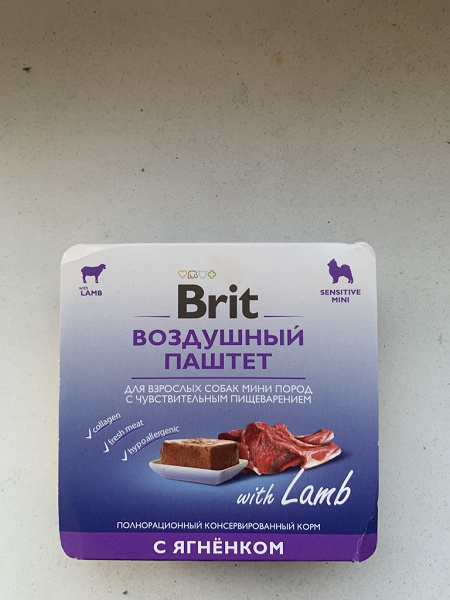 with
LAMB
SENSITIVE
MINI
Brit
ВОЗДУШНЫЙ
ПАШТЕТ
ДЛЯ ВЗРОСЛЫХ СОБАК МИНИ ПОРОД
С ЧУВСТВИТЕЛЬНЫМ ПИЩЕВАРЕНИЕМ
collagen
fresh meat
hypoallergenic
with Lamb
ПОЛНОРАЦИОННЫЙ КОНСЕРВИРОВАННЫЙ КОРМ
С ЯГНЁНКОМ